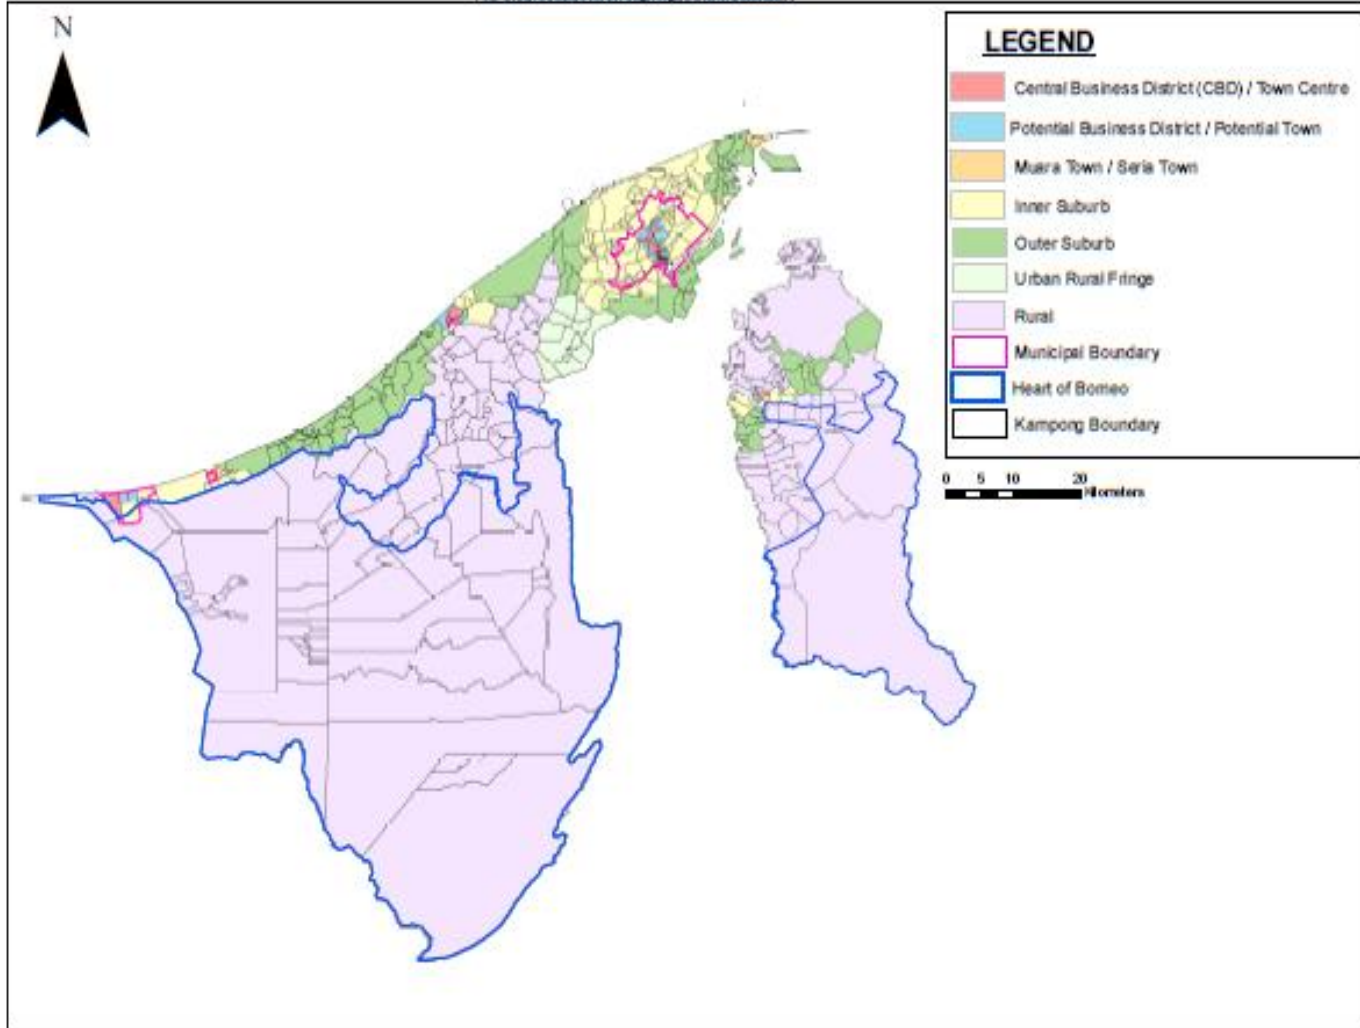 N
LEGEND
Central Business District (CBD) / Town Centre
Potential Business District / Potential Town
Muara Town / Seria Town
Inner Suburb
Outer Suburb
Urban Rural Fringe
Rural
Municipal Boundary
Heart of Borneo
Kampong Boundary
0 5 10 20
Kilometers